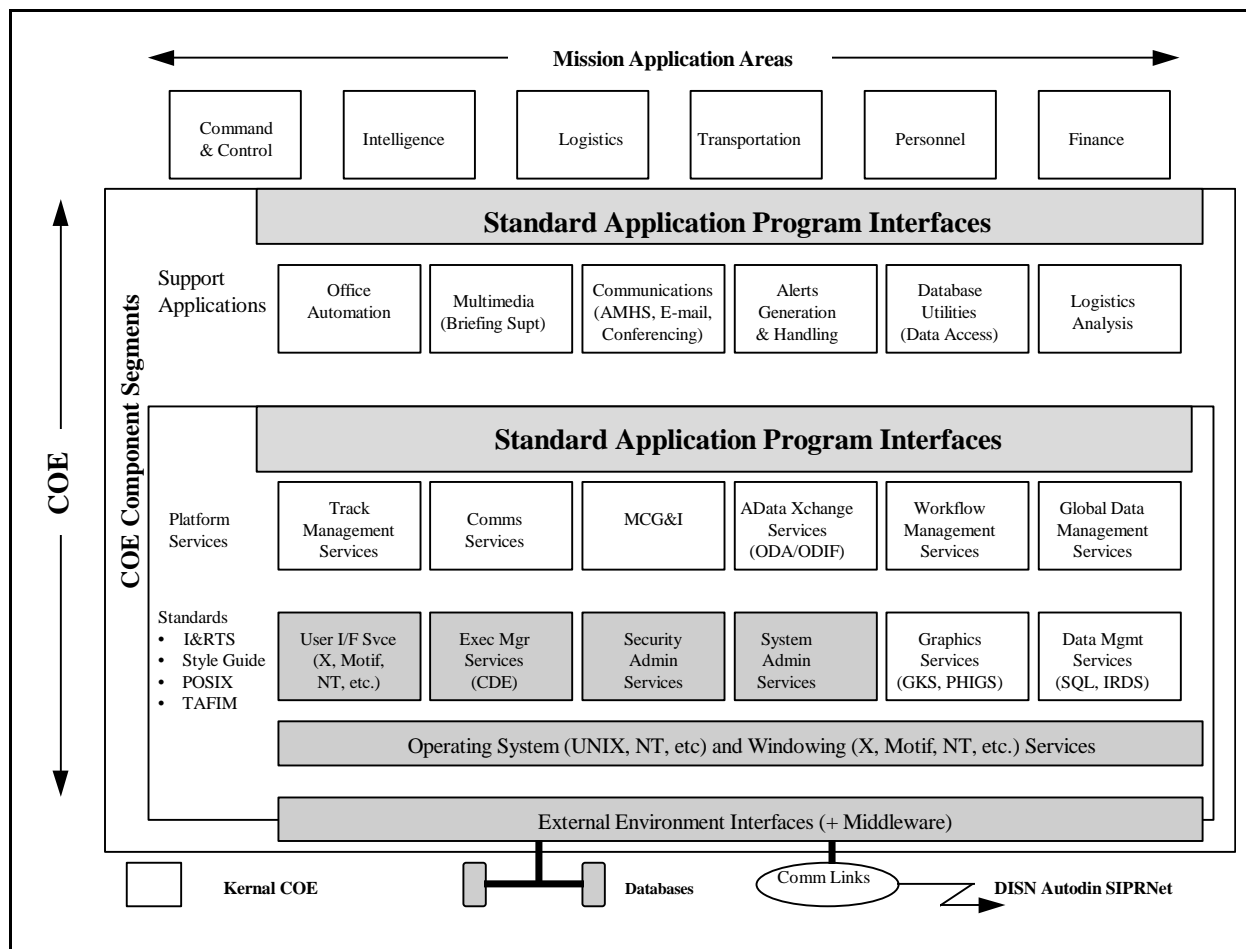 Mission Application Areas
Command
& Control
Intelligence
Logistics
Transportation
Personnel
Finance
COE
COE Component Segments
Standard Application Program Interfaces
Support
Applications
Office
Automation
Multimedia
(Briefing Supt)
Communications
(AMHS, E-mail,
Conferencing)
Alerts
Generation
& Handling
Database
Utilities
(Data Access)
Logistics
Analysis
Standard Application Program Interfaces
Platform
Services
Track
Management
Services
Comms
Services
MCG&I
AData Xchange
Services
(ODA/ODIF)
Workflow
Management
Services
Global Data
Management
Services
Standards
• I&RTS
• Style Guide
• POSIX
• TAFIM
User I/F Svce
(X, Motif,
NT, etc.)
Exec Mgr
Services
(CDE)
Security
Admin
Services
System
Admin
Services
Graphics
Services
(GKS, PHIGS)
Data Mgmt
Services
(SQL, IRDS)
Operating System (UNIX, NT, etc) and Windowing (X, Motif, NT, etc.) Services
External Environment Interfaces (+ Middleware)
Kernal COE
Databases
Comm Links
DISN Autodin SIPRNet